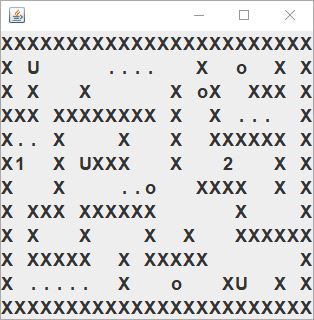 XXXXXXXXXXXXXXXXXXXXXXXX
X U     ....   X  o  X X
X X   X      X oX  XXX X
XXX XXXXXXXX X  X ...  X
X.. X    X   X  XXXXXX X
X1  X UXXX   X   2   X X
X   X    ..o   XXXX  X X
X XXX XXXXXX      X    X
X X   X    X  X   XXXXXX
X XXXXX  X XXXXX       X
X .....  X   o   XU  X X
XXXXXXXXXXXXXXXXXXXXXXXX